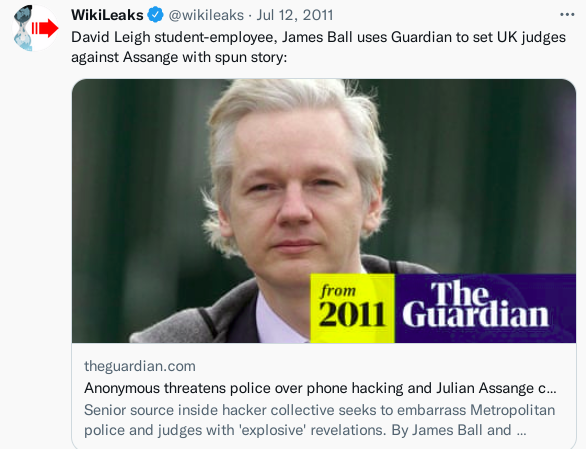 WikiLeaks @wikileaks · Jul 12, 2011
David Leigh student-employee, James Ball uses Guardian to set UK judges
against Assange with spun story:
from
2011
The
Guardian
theguardian.com
Anonymous threatens police over phone hacking and Julian Assange c...
Senior source inside hacker collective seeks to embarrass Metropolitan
police and judges with 'explosive' revelations. By James Ball and ...